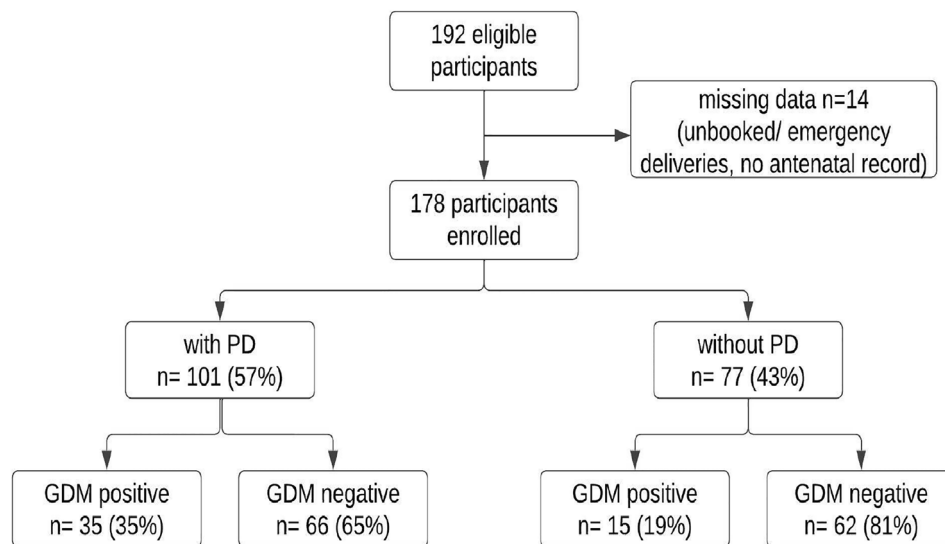 192 eligible
participants
missing data n=14
(unbooked/ emergency
deliveries, no antenatal record)
178 participants
enrolled
with PD
n= 101 (57%)
without PD
n= 77 (43%)
GDM positive
n= 35 (35%)
GDM negative
n= 66 (65%)
GDM positive
n= 15 (19%)
GDM negative
n= 62 (81%)